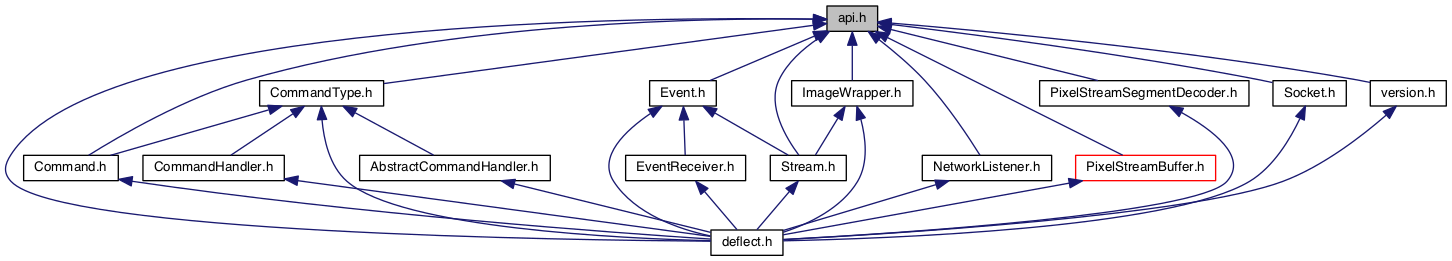 api.h
CommandType.h
Event.h
ImageWrapper.h
PixelStreamSegmentDecoder.h
Socket.h
version.h
Command.h
CommandHandler.h
AbstractCommandHandler.h
EventReceiver.h
Stream.h
NetworkListener.h
PixelStreamBuffer.h
deflect.h